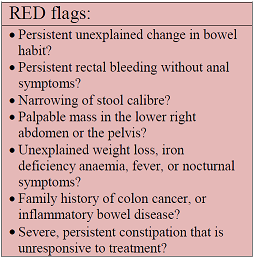 RED flags:
• Persistent unexplained change in bowel
habit?
• Persistent rectal bleeding without anal
symptoms?
• Narrowing of stool calibre?
• Palpable mass in the lower right
abdomen or the pelvis?
• Unexplained weight loss, iron
deficiency anaemia, fever, or nocturnal
symptoms?
• Family history of colon cancer, or
inflammatory bowel disease?
• Severe, persistent constipation that is
unresponsive to treatment?